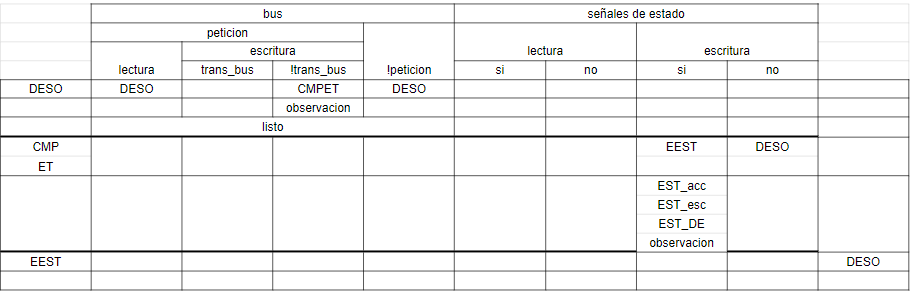 bus señales de estado
peticion
escritura lectura escritura
lectura trans_bus !trans_bus !peticion si no si no
DESO DESO CMPET DESO
observacion
listo
CMP EEST DESO
ET
EST_acc
EST_esc
EST_DE
observacion
EEST DESO